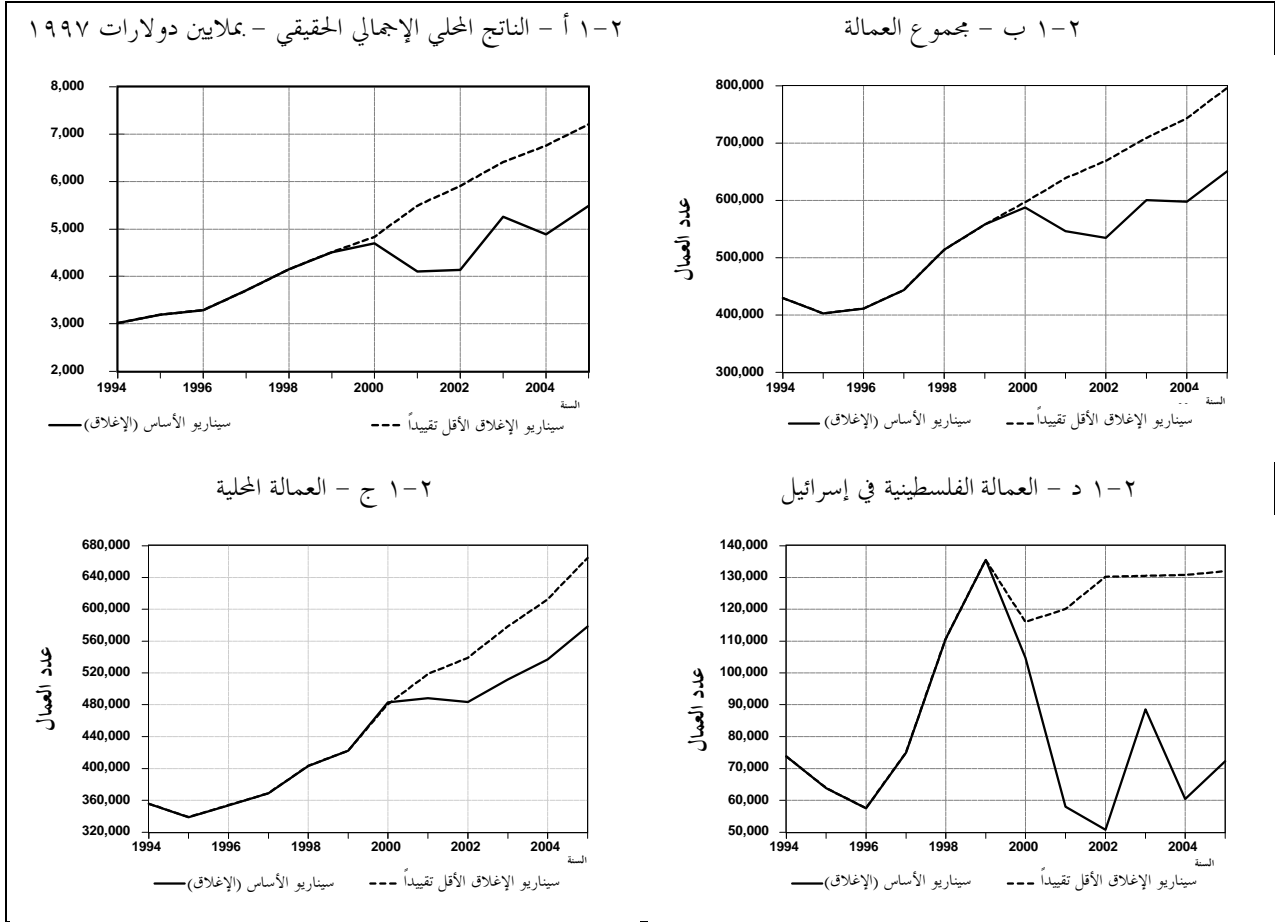 ٢-١ أ - الناتج المحلي الإجمالي الحقيقي - بملايين دولارات ١٩٩٧
8,000
7,000
6,000
5,000
4,000
3,000
2,000
1994 1996 1998 2000 2002 2004
السنة
سيناريو الأساس (الإغلاق) سيناريو الإغلاق الأقل تقييداً
٢-١ ب - مجموع العمالة
عدد العمال
800,000
700,000
600,000
500,000
400,000
300,000
1994 1996 1998 2000 2002 2004
السنة
سيناريو الأساس (الإغلاق) سيناريو الإغلاق الأقل تقييداً
٢-١ ج - العمالة المحلية
عدد العمال
680,000
640,000
600,000
560,000
520,000
480,000
440,000
400,000
360,000
320,000
1994 1996 1998 2000 2002 2004
السنة
سيناريو الأساس (الإغلاق) سيناريو الإغلاق الأقل تقييداً
٢-١ د - العمالة الفلسطينية في إسرائيل
عدد العمال
140,000
130,000
120,000
110,000
100,000
90,000
80,000
70,000
60,000
50,000
1994 1996 1998 2000 2002 2004
السنة
سيناريو الأساس (الإغلاق) سيناريو الإغلاق الأقل تقييداً